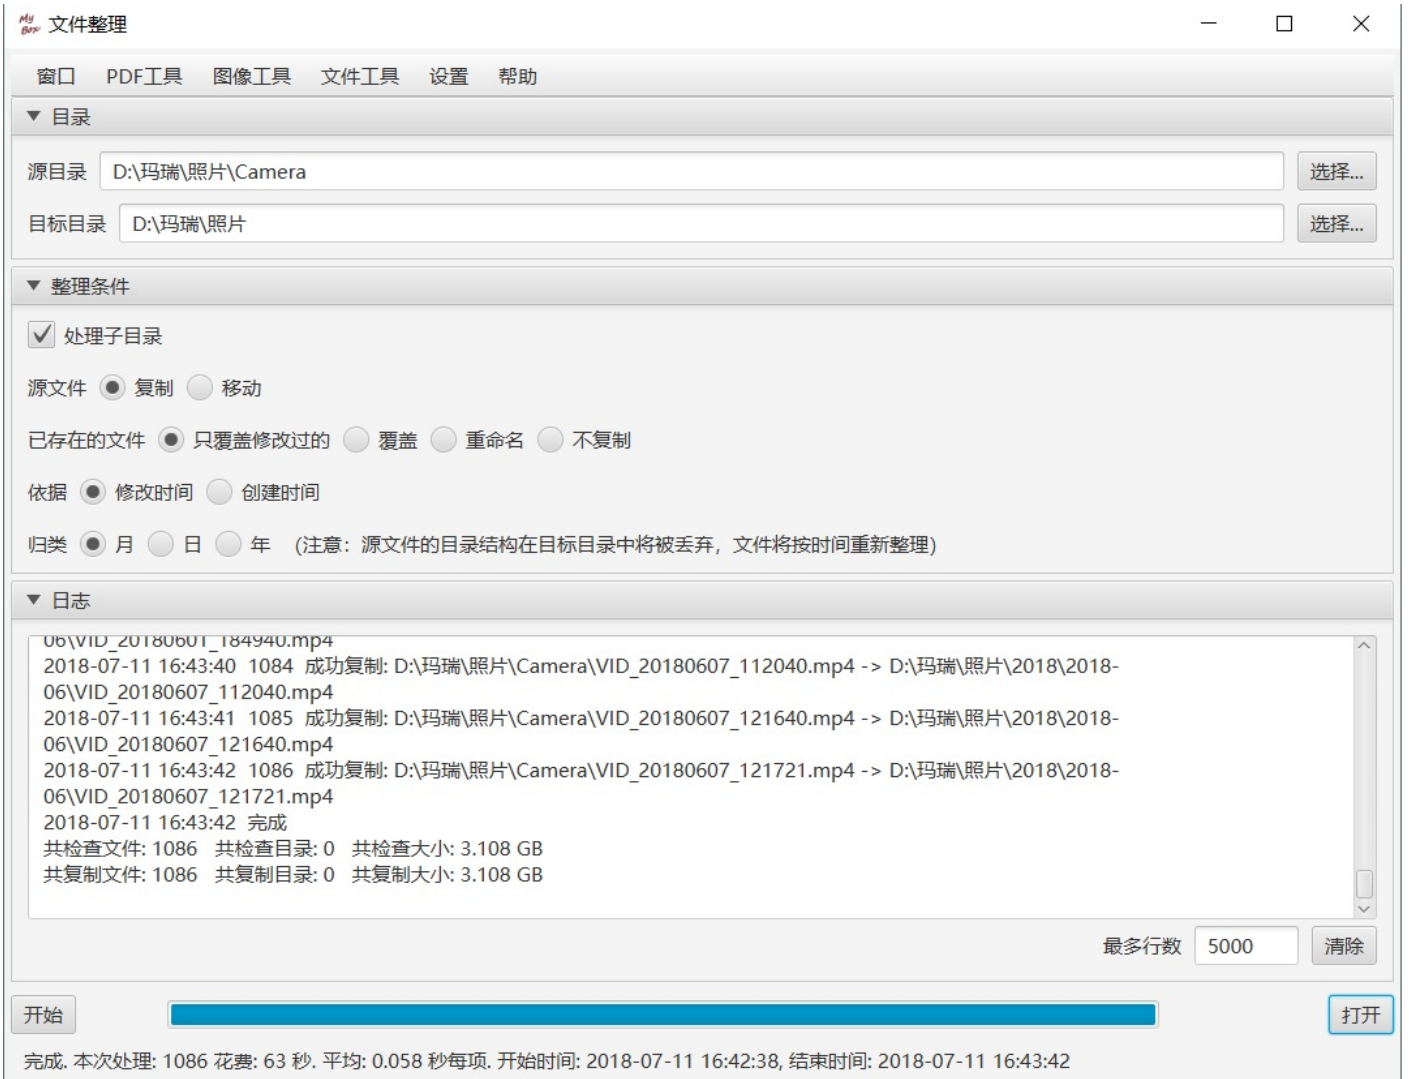 My Box 文件整理
窗口 PDF工具 图像工具 文件工具 设置 帮助
目录
源目录 D:\玛瑞\照片\Camera 选择...
目标目录 D:\玛瑞\照片 选择...
整理条件
处理子目录
源文件 复制 移动
已存在的文件 只覆盖修改过的 覆盖 重命名 不复制
依据 修改时间 创建时间
归类 月 日 年 (注意：源文件的目录结构在目标目录中将被丢弃，文件将按时间重新整理)
日志
06\VID_20180601_184940.mp4
2018-07-11 16:43:40 1084 成功复制: D:\玛瑞\照片\Camera\VID_20180607_112040.mp4 -> D:\玛瑞\照片\2018\2018-
06\VID_20180607_112040.mp4
2018-07-11 16:43:41 1085 成功复制: D:\玛瑞\照片\Camera\VID_20180607_121640.mp4 -> D:\玛瑞\照片\2018\2018-
06\VID_20180607_121640.mp4
2018-07-11 16:43:42 1086 成功复制: D:\玛瑞\照片\Camera\VID_20180607_121721.mp4 -> D:\玛瑞\照片\2018\2018-
06\VID_20180607_121721.mp4
2018-07-11 16:43:42 完成
共检查文件: 1086 共检查目录: 0 共检查大小: 3.108 GB
共复制文件: 1086 共复制目录: 0 共复制大小: 3.108 GB
最多行数 5000 清除
开始 打开
完成. 本次处理: 1086 花费: 63 秒. 平均: 0.058 秒每项. 开始时间: 2018-07-11 16:42:38, 结束时间: 2018-07-11 16:43:42